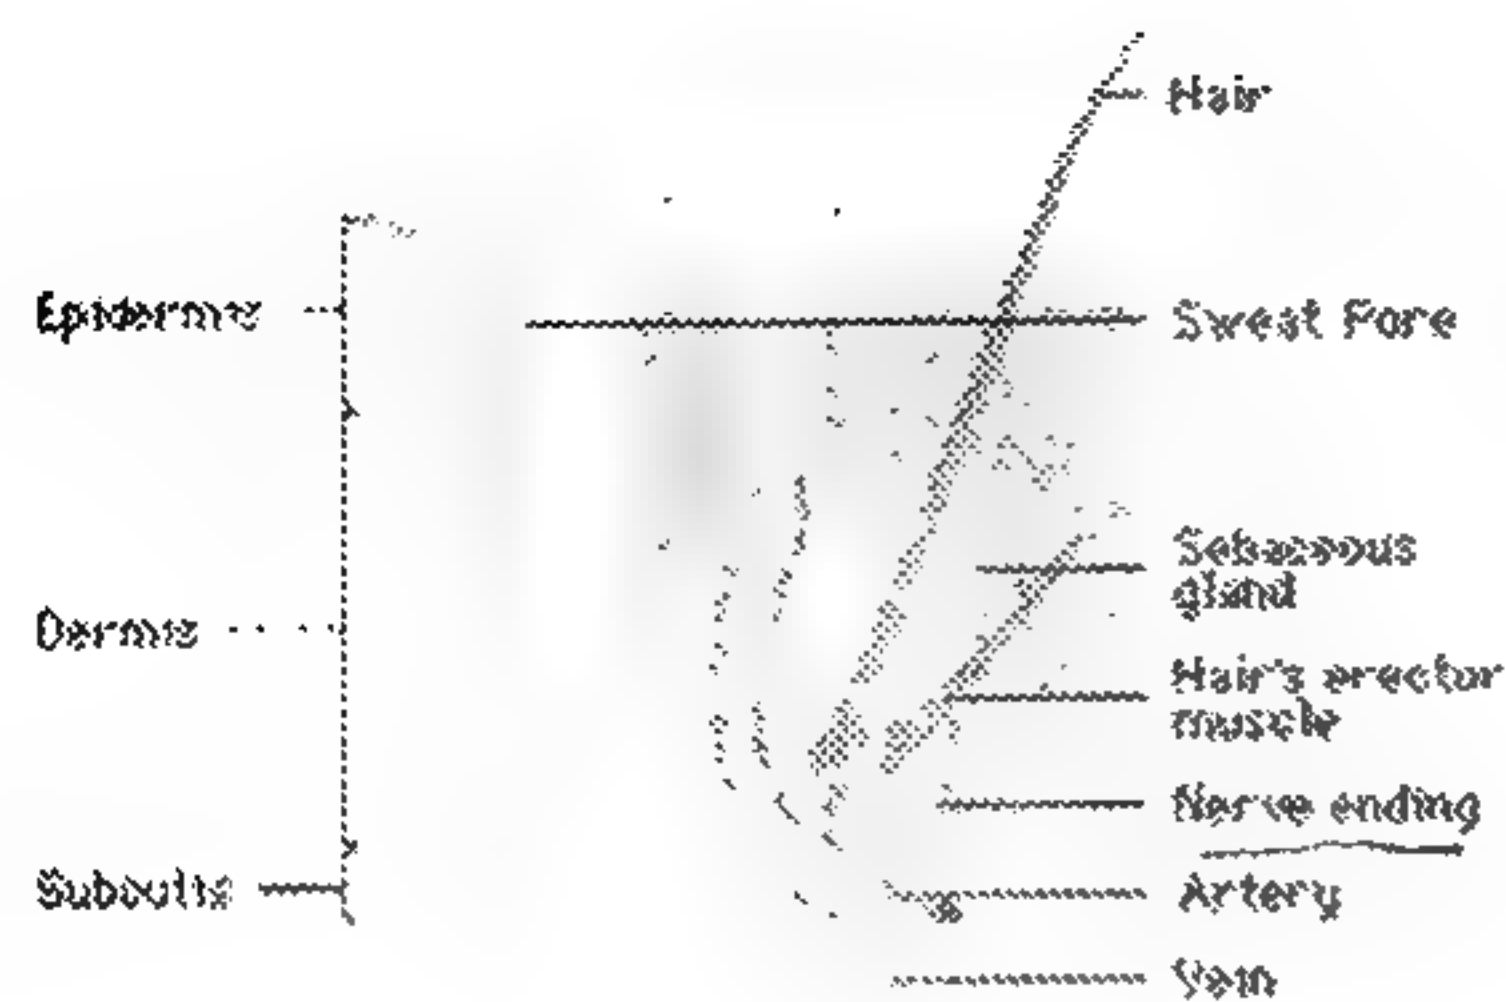 Hair
Epidermis
Sweat Pore
Sebaceous
gland
Dermis
Hair's erector
muscle
Nerve ending
Subcutis
Artery
Vein